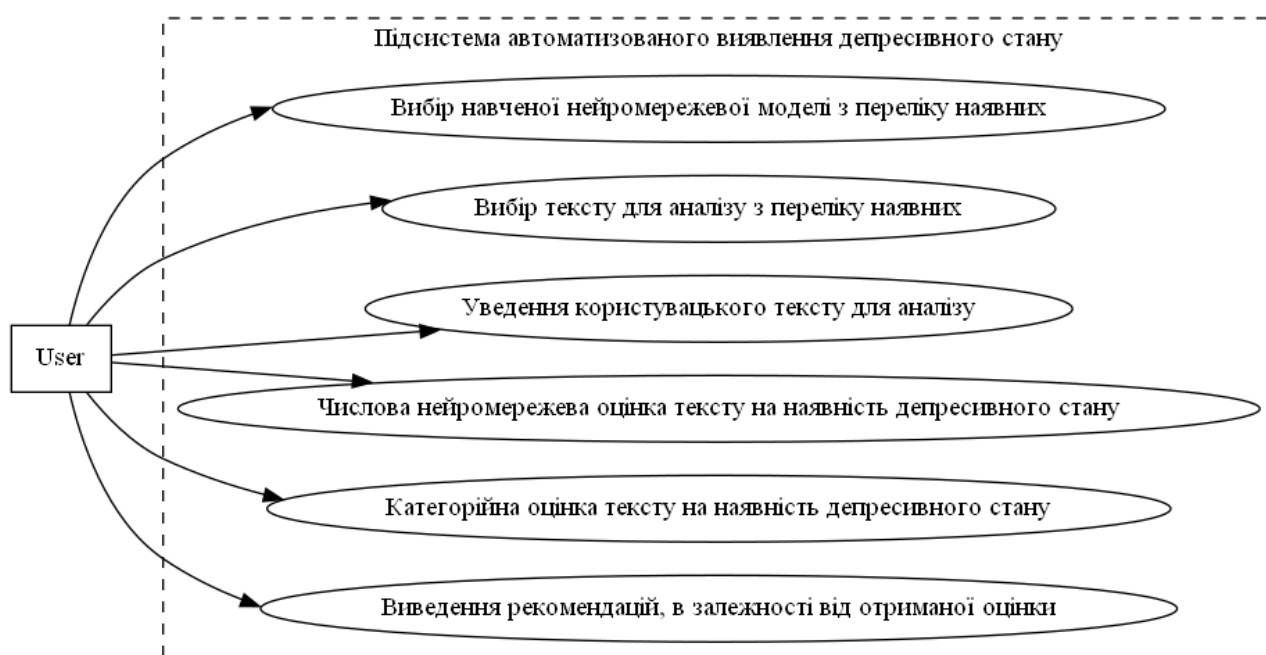 Підсистема автоматизованого виявлення депресивного стану
Вибір навченої нейромережевої моделі з переліку наявних
Вибір тексту для аналізу з переліку наявних
Уведення користувацького тексту для аналізу
User
Числова нейромережева оцінка тексту на наявність депресивного стану
Категорійна оцінка тексту на наявність депресивного стану
Виведення рекомендацій, в залежності від отриманої оцінки